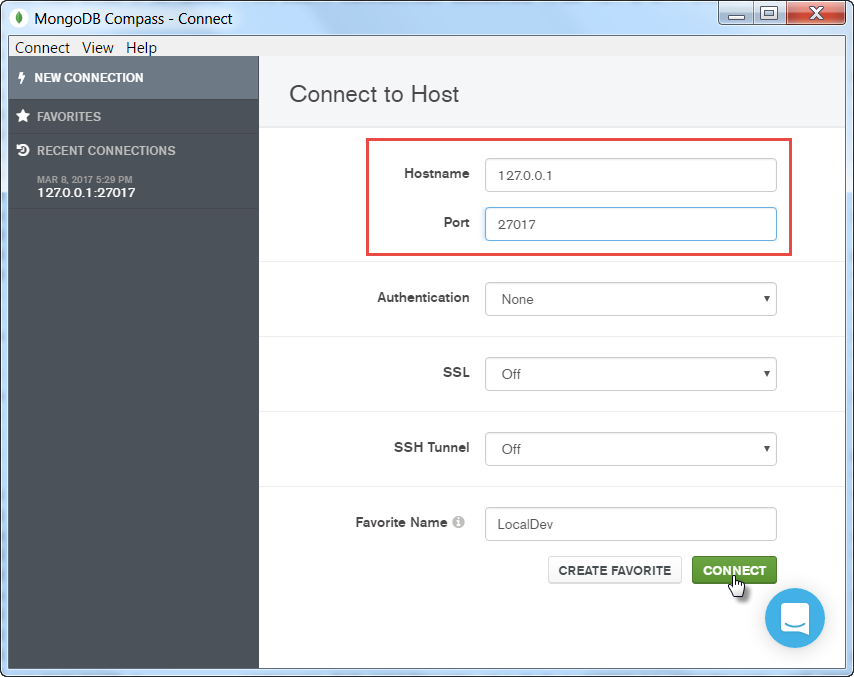 MongoDB Compass - Connect
Connect View Help
NEW CONNECTION
FAVORITES
RECENT CONNECTIONS
MAR 8, 2017 5:29 PM
127.0.0.1:27017
Connect to Host
Hostname 127.0.0.1
Port 27017
Authentication None
SSL Off
SSH Tunnel Off
Favorite Name LocalDev
CREATE FAVORITE CONNECT